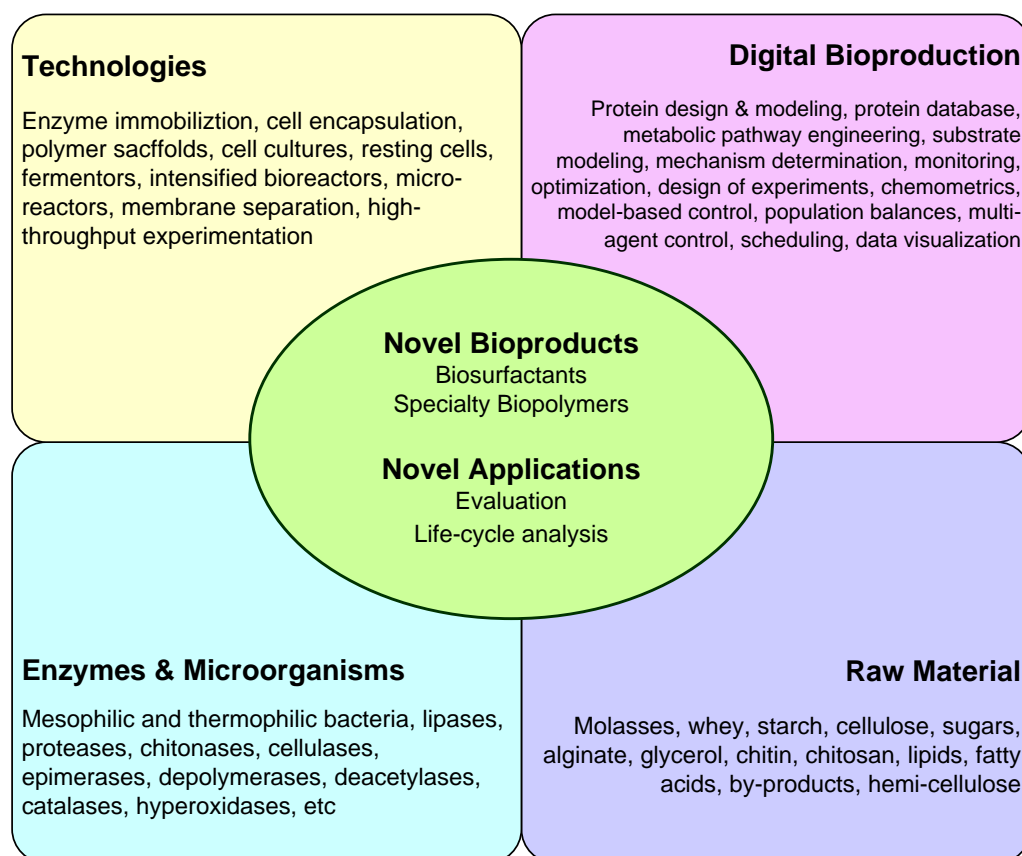 Technologies
Enzyme immobiliztion, cell encapsulation,
polymer sacffolds, cell cultures, resting cells,
fermentors, intensified bioreactors, micro-
reactors, membrane separation, high-
throughput experimentation
Digital Bioproduction
Protein design & modeling, protein database,
metabolic pathway engineering, substrate
modeling, mechanism determination, monitoring,
optimization, design of experiments, chemometrics,
model-based control, population balances, multi-
agent control, scheduling, data visualization
Novel Bioproducts
Biosurfactants
Specialty Biopolymers
Novel Applications
Evaluation
Life-cycle analysis
Enzymes & Microorganisms
Mesophilic and thermophilic bacteria, lipases,
proteases, chitonases, cellulases,
epimerases, depolymerases, deacetylases,
catalases, hyperoxidases, etc
Raw Material
Molasses, whey, starch, cellulose, sugars,
alginate, glycerol, chitin, chitosan, lipids, fatty
acids, by-products, hemi-cellulose